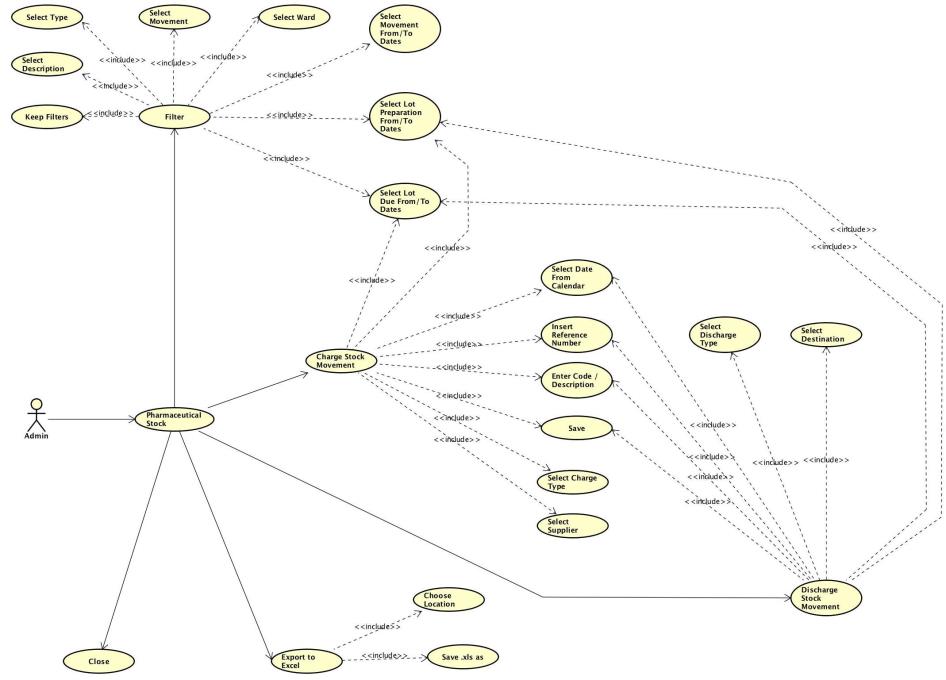 Select Type
Select
Movement
Select Ward
Select
Movement
From/To
Dates
<<include>>
<<include>>
<<include>>
Select
Description
<<include>>
<<include>>
Keep Filters
<<include>>
Filter
<<include>>
Select Lot
Preparation
From/To
Dates
<<include>>
Select Lot
Due From/To
Dates
<<include>>
<<include>>
<<include>>
<<include>>
Select Date
From
Calendar
<<include>>
Insert
Reference
Number
Select
Discharge
Type
Select
Destination
<<include>>
Charge Stock
Movement
<<include>>
Enter Code /
Description
<<include>>
Admin
Pharmaceutical
Stock
<<include>>
Save
<<include>>
<<include>>
<<include>>
<<include>>
<<include>>
<<include>>
Select Charge
Type
<<include>>
<<include>>
Select
Supplier
Discharge
Stock
Movement
Choose
Location
<<include>>
Close
Export to
Excel
<<include>>
Save .xls as